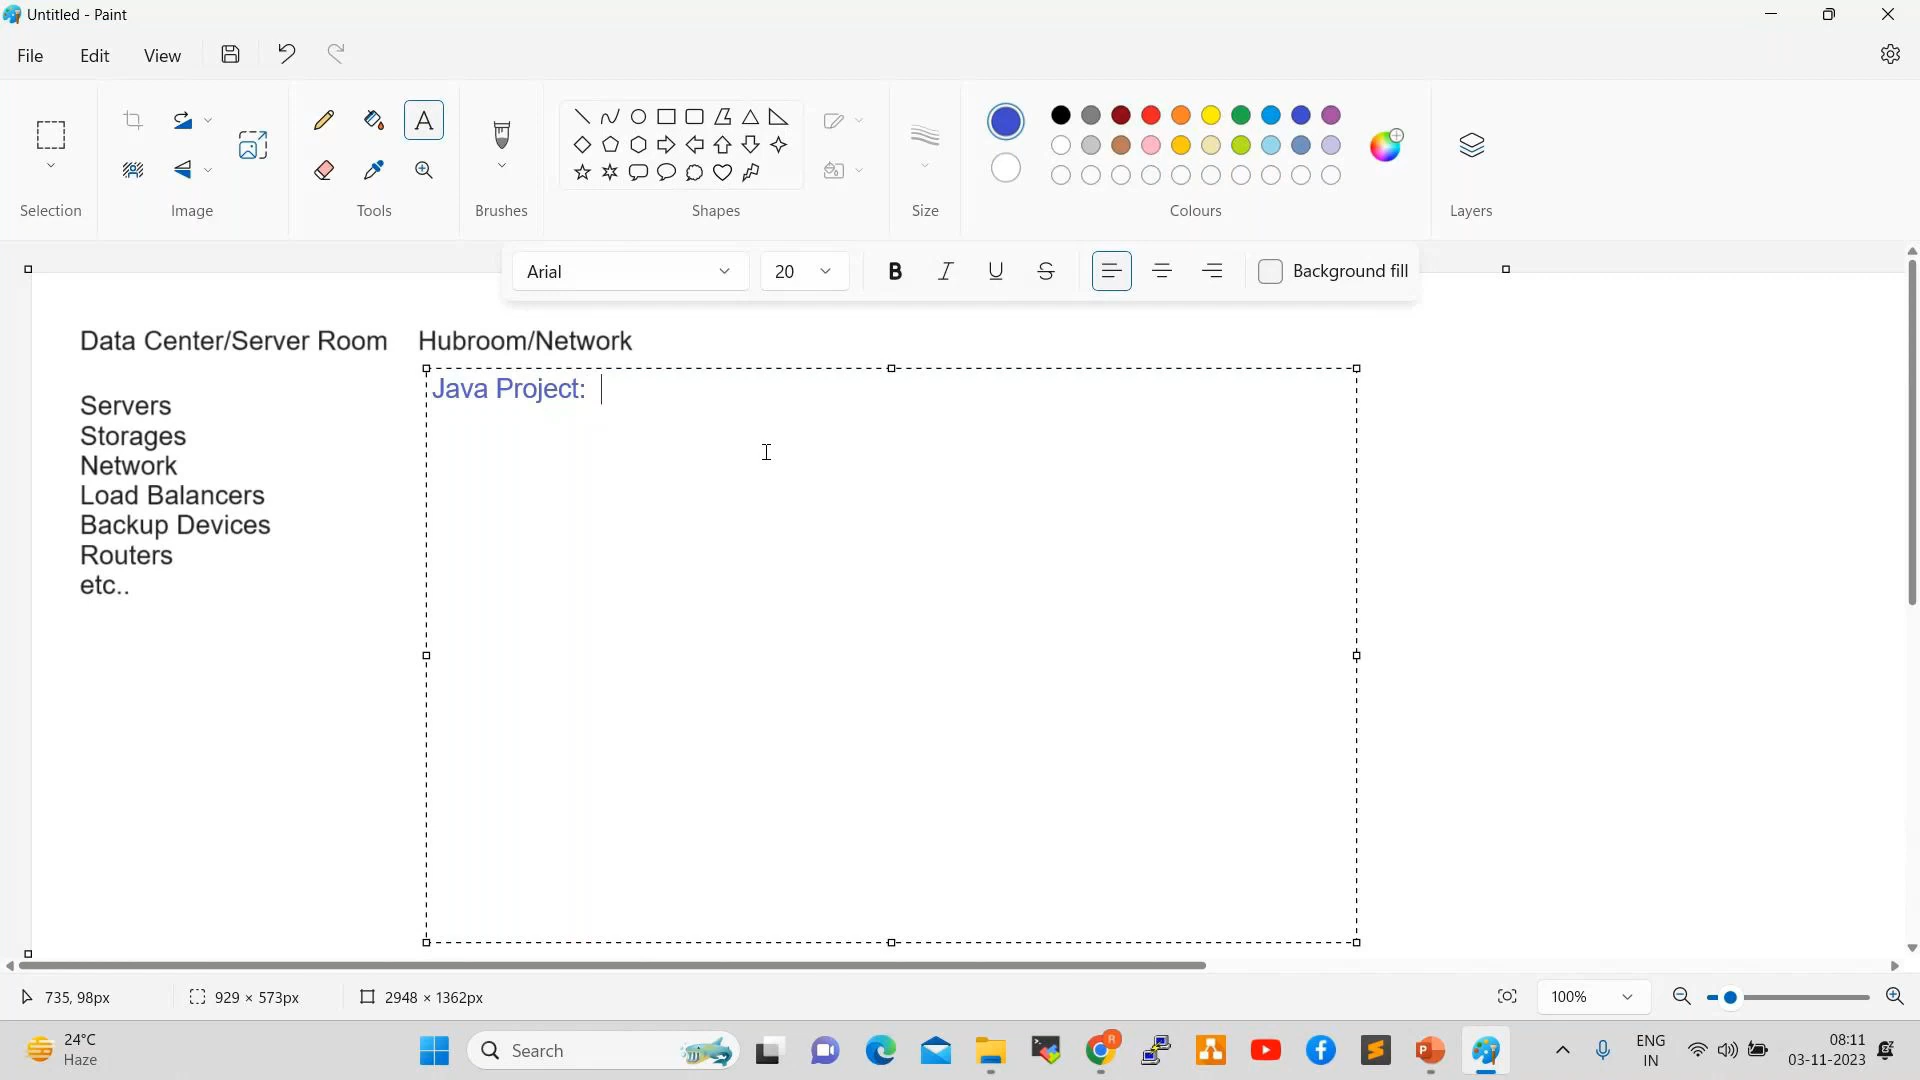 Untitled - Paint
File Edit View
Selection Image Tools Brushes Shapes Size Colours Layers
Arial 20 B I U S Background fill
Data Center/Server Room Hubroom/Network
Java Project:
Servers
Storages
Network
Load Balancers
Backup Devices
Routers
etc..
735, 98px 929 × 573px 2948 × 1362px 100%
24°C
Haze
Search
R
ENG
IN
08:11
03-11-2023